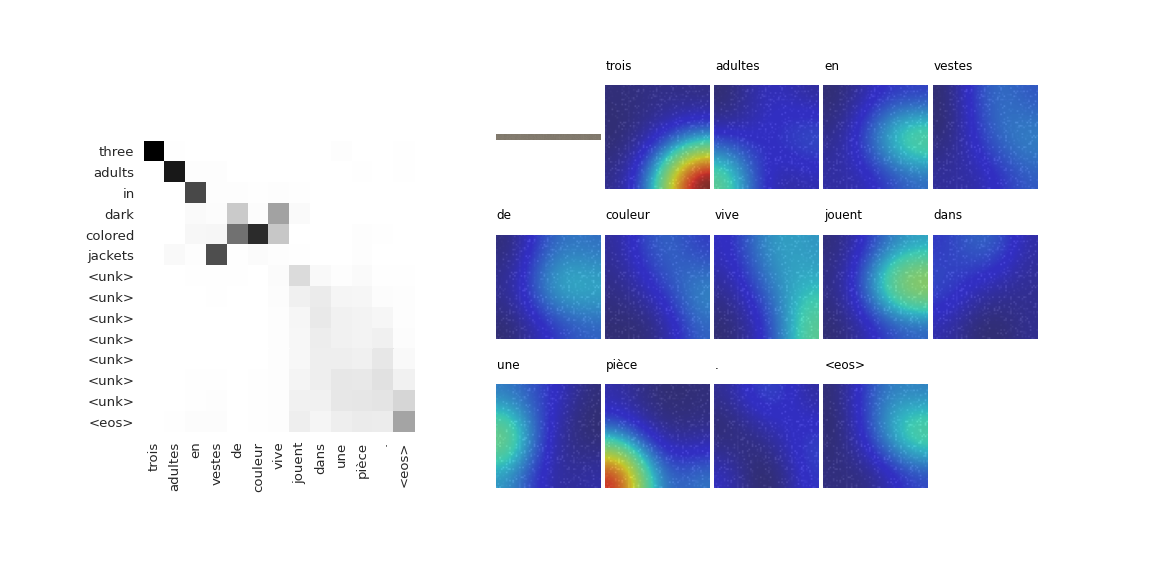 three
adults
in
dark
colored
jackets
<unk>
<unk>
<unk>
<unk>
<unk>
<unk>
<unk>
<eos>
trois
adultes
en
vestes
de
couleur
vive
jouent
dans
une
pièce
.
<eos>
trois adultes en vestes
de couleur vive jouent dans
une pièce . <eos>